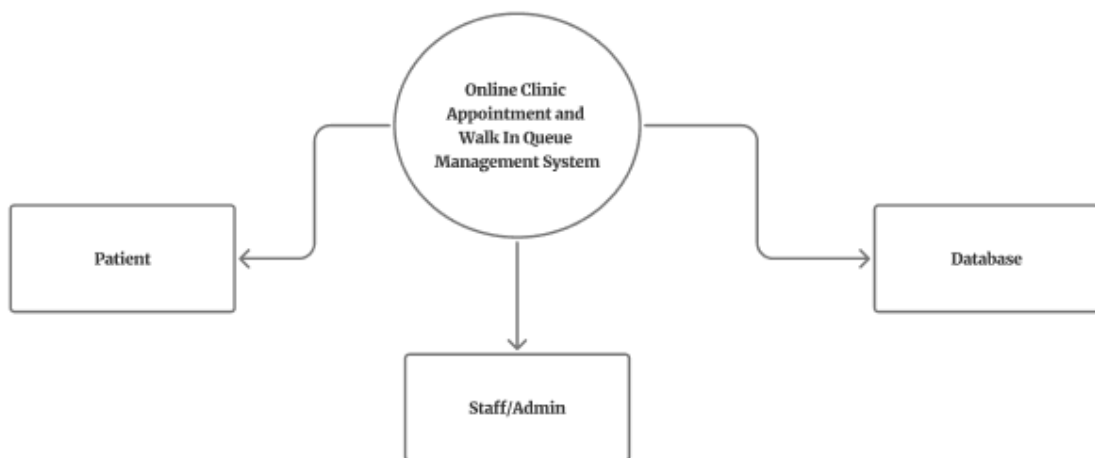 Online Clinic
Appointment and
Walk In Queue
Management System
Patient
Database
Staff/Admin